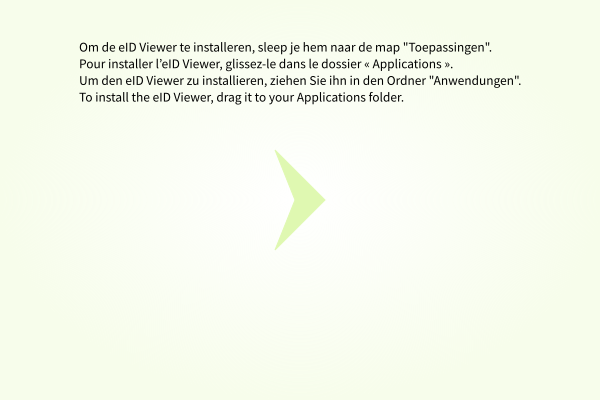 Om de eID Viewer te installeren, sleep je hem naar de map "Toepassingen".
Pour installer l’eID Viewer, glissez-le dans le dossier « Applications ».
Um den eID Viewer zu installieren, ziehen Sie ihn in den Ordner "Anwendungen".
To install the eID Viewer, drag it to your Applications folder.